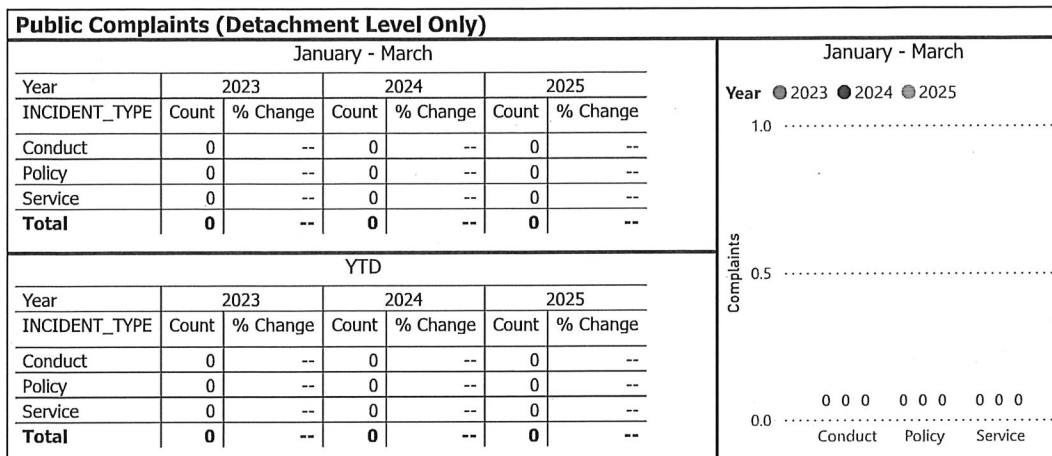 Public Complaints (Detachment Level Only)
January - March
Year 2023 2024 2025
INCIDENT_TYPE Count % Change Count % Change Count % Change
Conduct 0 -- 0 -- 0 --
Policy 0 -- 0 -- 0 --
Service 0 -- 0 -- 0 --
Total 0 -- 0 -- 0 --
YTD
Year 2023 2024 2025
INCIDENT_TYPE Count % Change Count % Change Count % Change
Conduct 0 -- 0 -- 0 --
Policy 0 -- 0 -- 0 --
Service 0 -- 0 -- 0 --
Total 0 -- 0 -- 0 --
January - March
Year 2023 2024 2025
Complaints
1.0
0.5
0.0
0 0 0 0 0 0 0 0 0
Conduct Policy Service